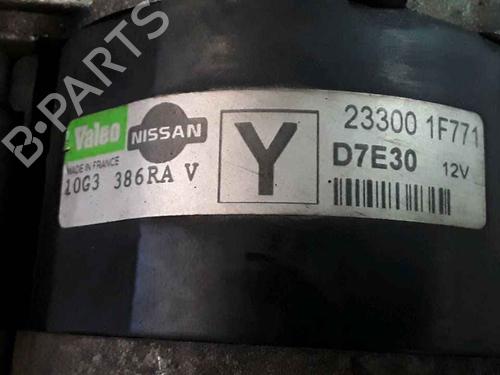 B-PARTS
Valeo
NISSAN
MADE IN FRANCE
10G3 386RA V
Y
23300 1F771
D7E30 12V